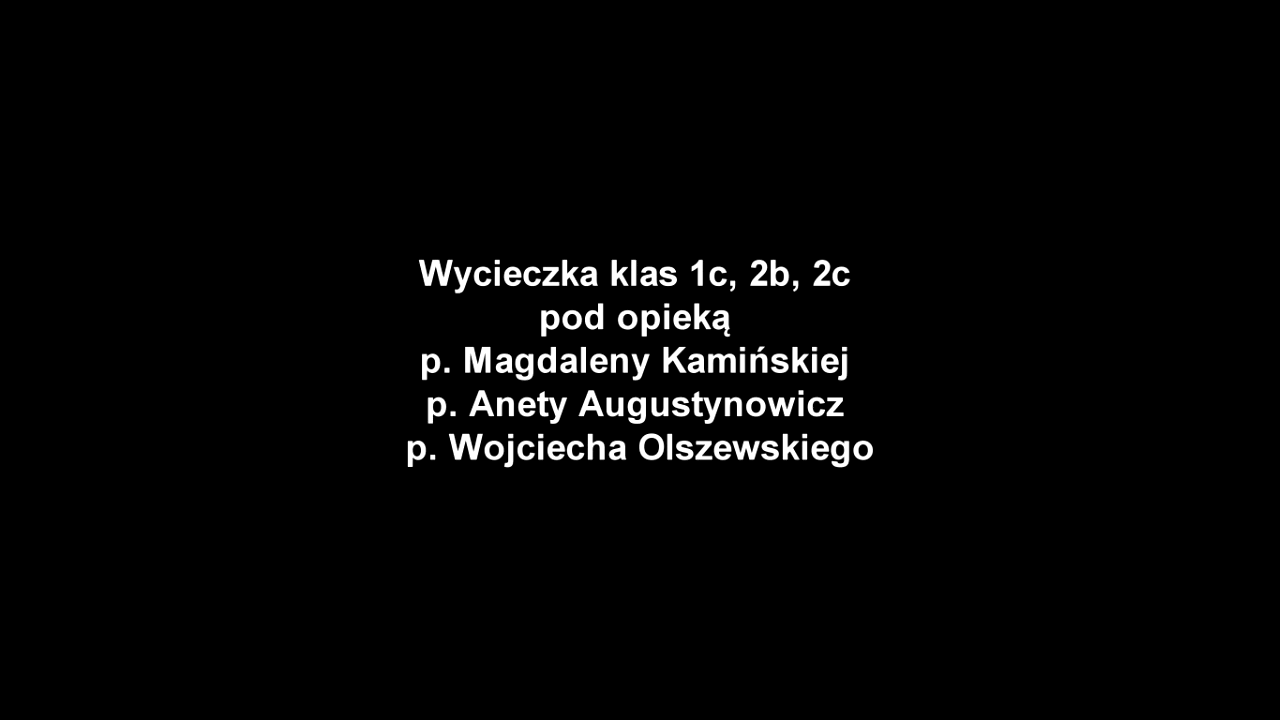 Wycieczka klas 1c, 2b, 2c
pod opieką
p. Magdaleny Kamińskiej
p. Anety Augustynowicz
p. Wojciecha Olszewskiego